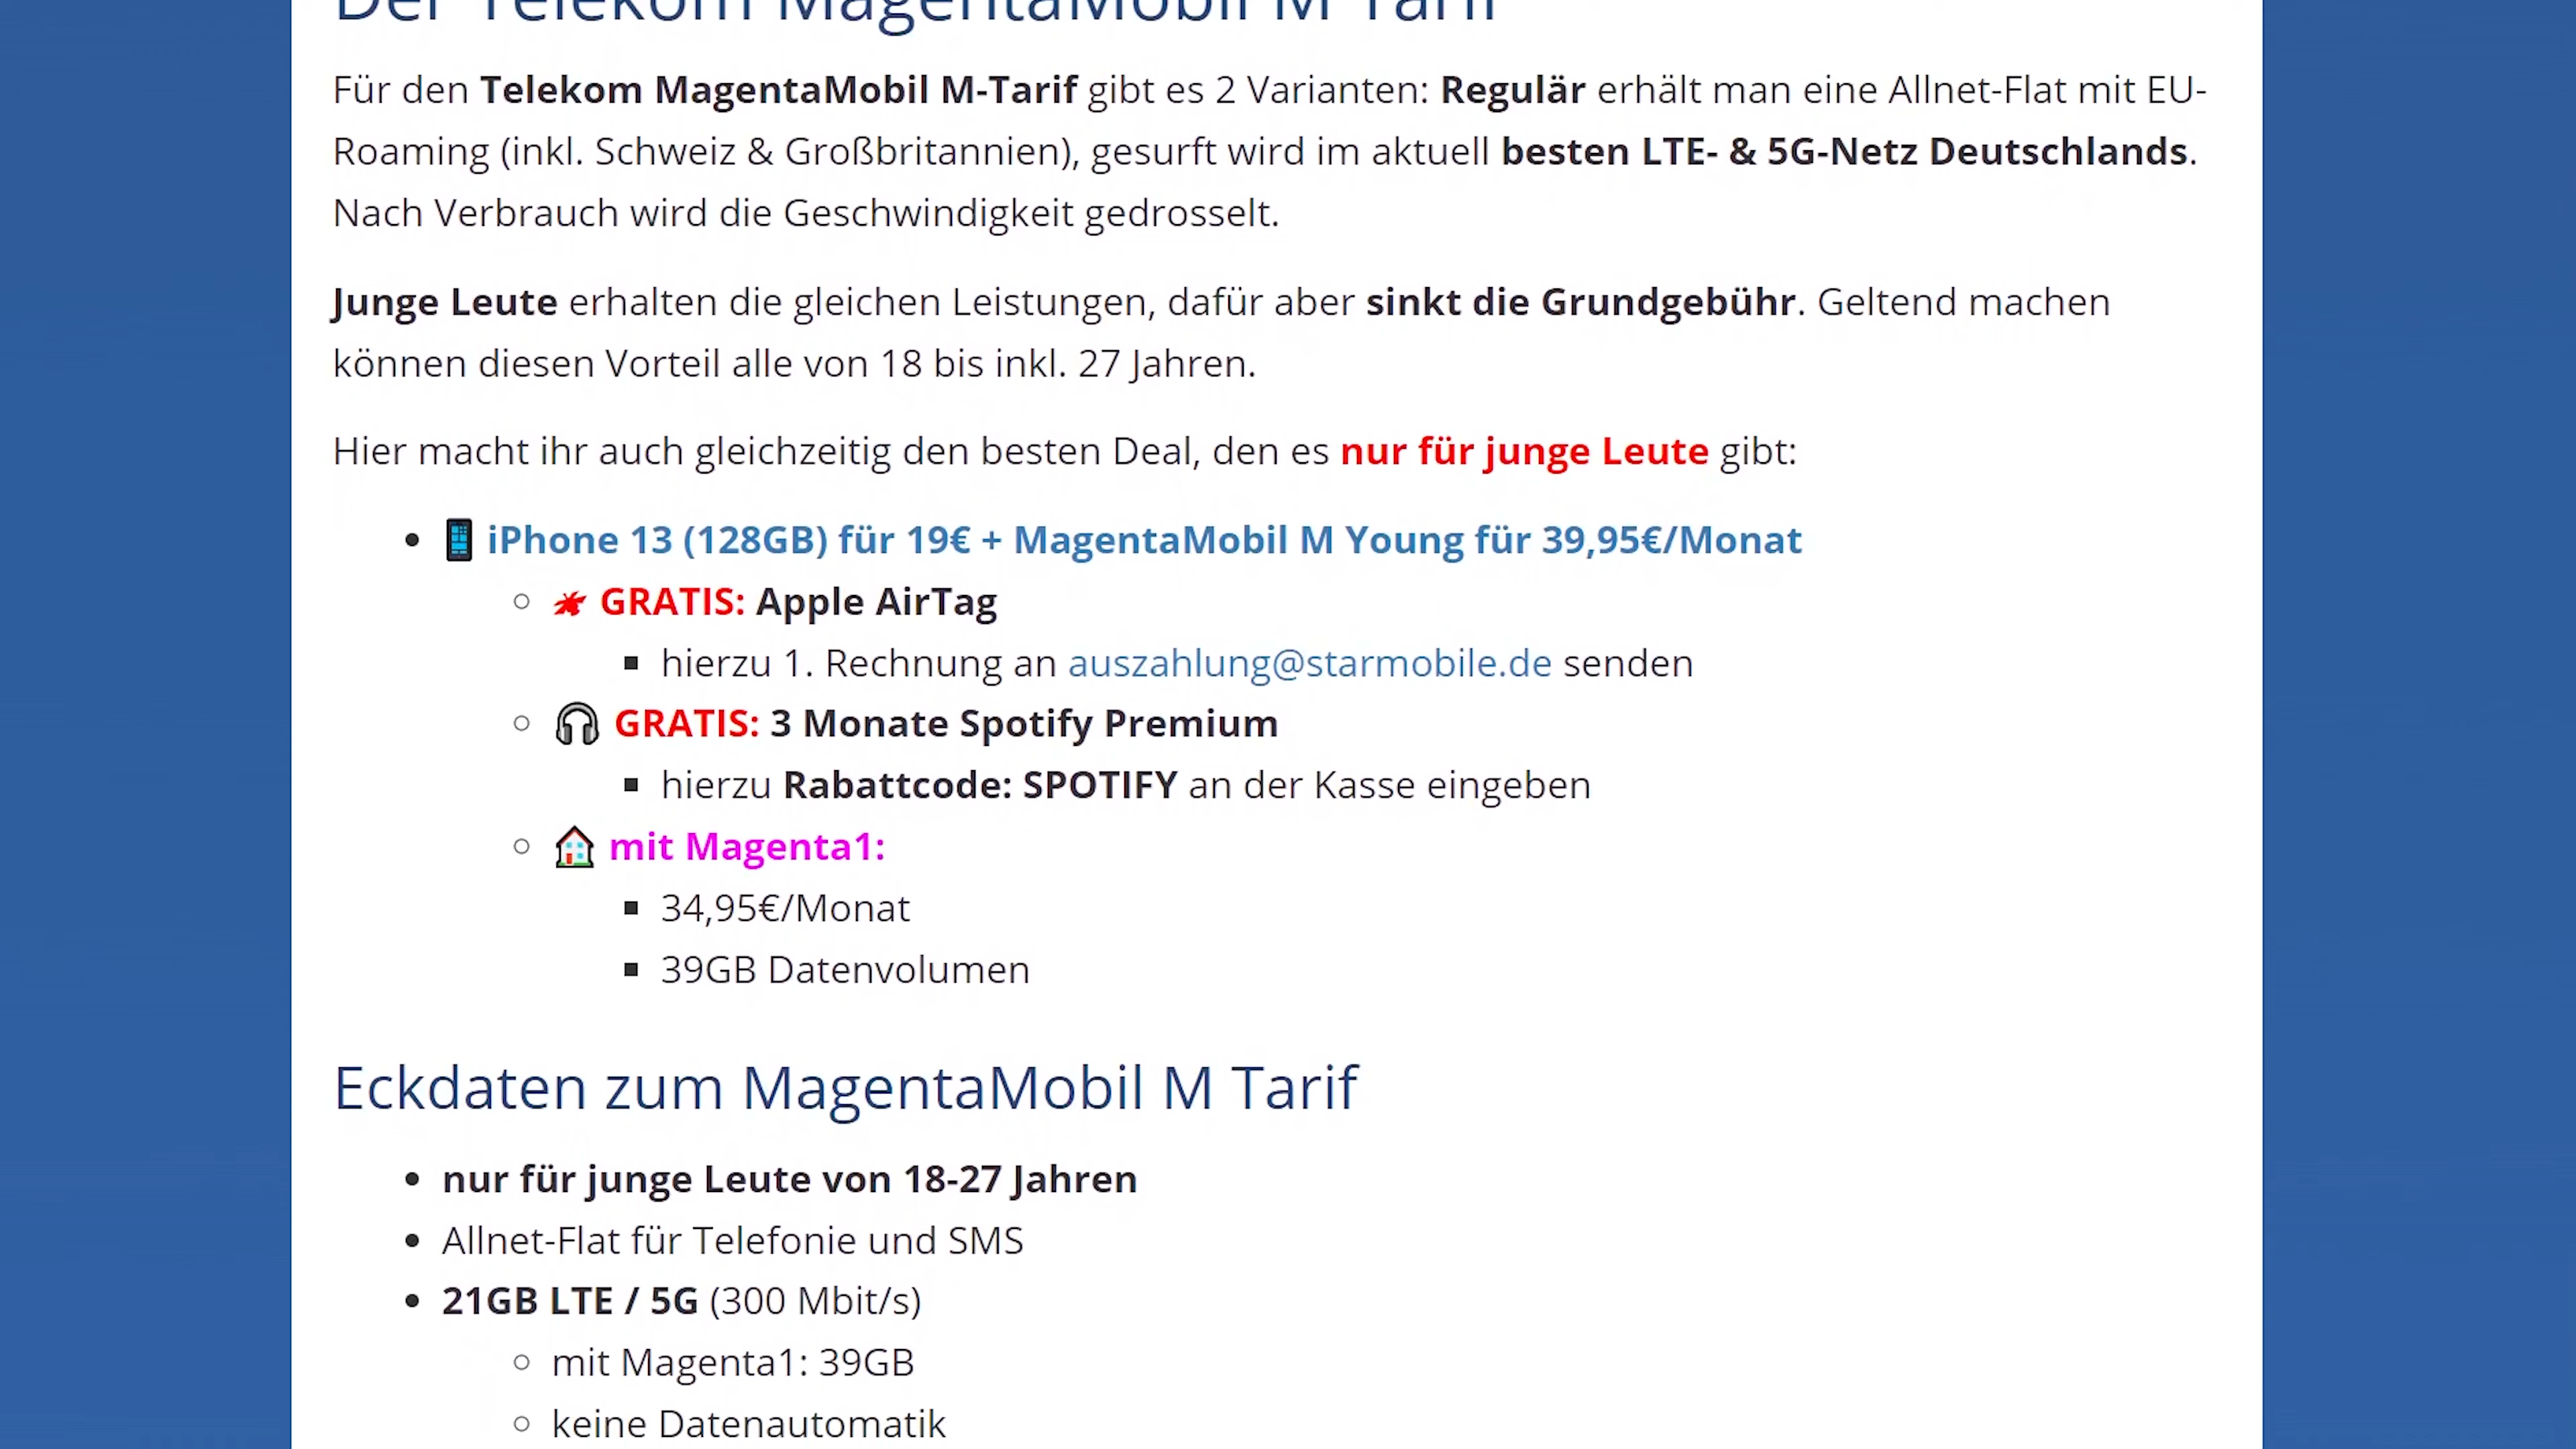 Der Telekom MagentaMobil M Tarif
Für den Telekom MagentaMobil M-Tarif gibt es 2 Varianten: Regulär erhält man eine Allnet-Flat mit EU-
Roaming (inkl. Schweiz & Großbritannien), gesurft wird im aktuell besten LTE- & 5G-Netz Deutschlands.
Nach Verbrauch wird die Geschwindigkeit gedrosselt.
Junge Leute erhalten die gleichen Leistungen, dafür aber sinkt die Grundgebühr. Geltend machen
können diesen Vorteil alle von 18 bis inkl. 27 Jahren.
Hier macht ihr auch gleichzeitig den besten Deal, den es nur für junge Leute gibt:
iPhone 13 (128GB) für 19€ + MagentaMobil M Young für 39,95€/Monat
GRATIS: Apple AirTag
hierzu 1. Rechnung an auszahlung@starmobile.de senden
GRATIS: 3 Monate Spotify Premium
hierzu Rabattcode: SPOTIFY an der Kasse eingeben
mit Magenta1:
34,95€/Monat
39GB Datenvolumen
Eckdaten zum MagentaMobil M Tarif
nur für junge Leute von 18-27 Jahren
Allnet-Flat für Telefonie und SMS
21GB LTE / 5G (300 Mbit/s)
mit Magenta1: 39GB
keine Datenautomatik